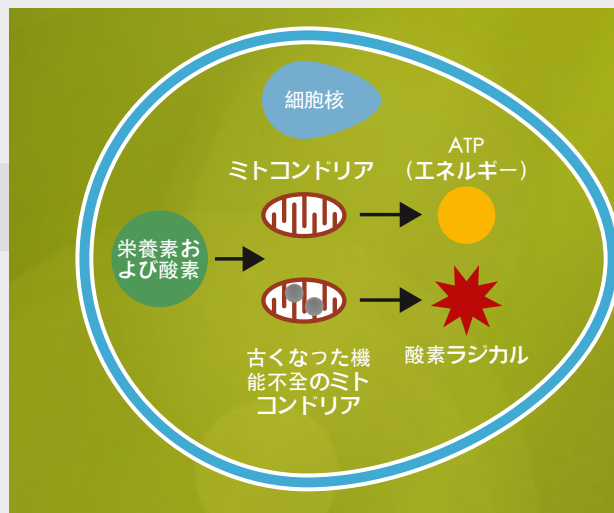 細胞核
ミトコンドリア
ATP
(エネルギー)
栄養素お
よび酸素
古くなった機
能不全のミト
コンドリア
酸素ラジカル